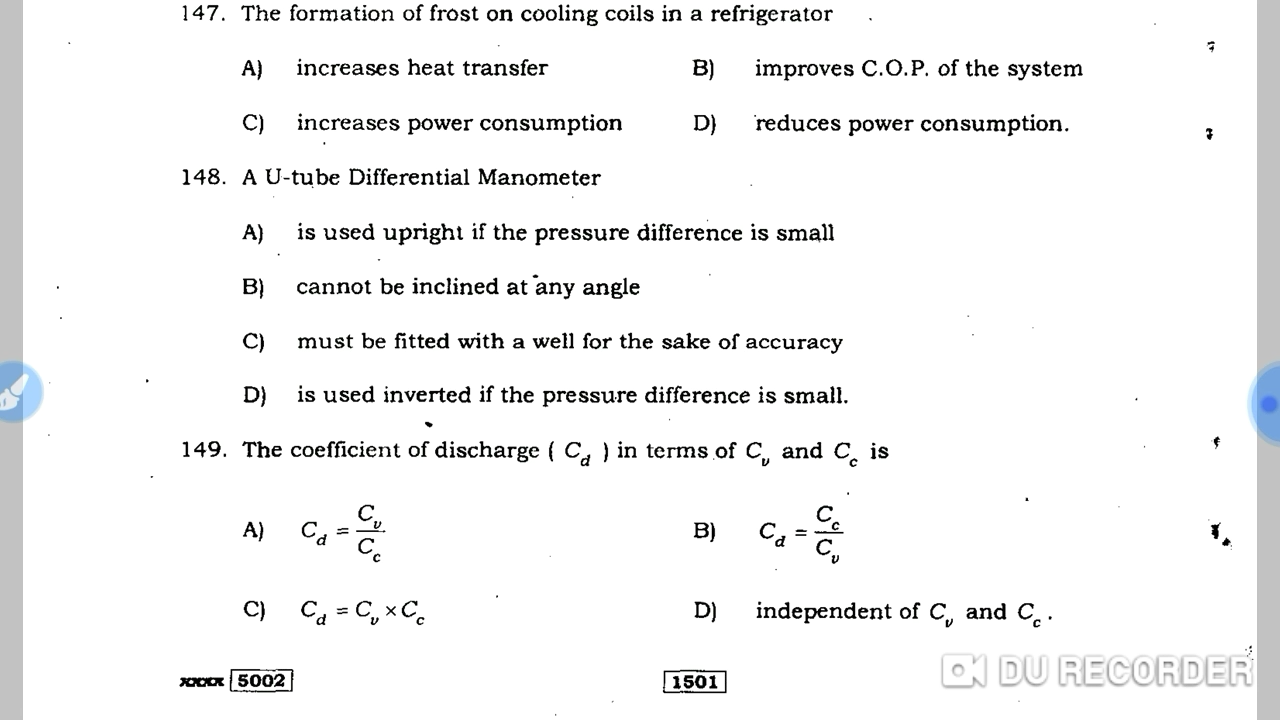 147. The formation of frost on cooling coils in a refrigerator
A) increases heat transfer B) improves C.O.P. of the system
C) increases power consumption D) reduces power consumption.
148. A U-tube Differential Manometer
A) is used upright if the pressure difference is small
B) cannot be inclined at any angle
C) must be fitted with a well for the sake of accuracy
D) is used inverted if the pressure difference is small.
149. The coefficient of discharge ( C_d ) in terms of C_v and C_c is
A) C_d = C_v / C_c B) C_d = C_c / C_v
C) C_d = C_v × C_c D) independent of C_v and C_c .
xxxx 5002 1501
DU RECORDER